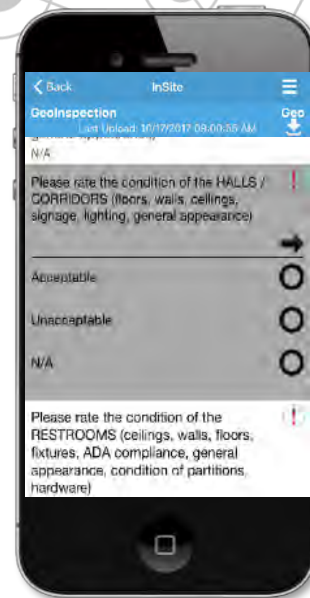 Back
InSite
GeoInspection
Geo
Last Upload: 10/17/2017 08:00:55 AM
N/A
Please rate the condition of the HALLS /
CORRIDORS (floors, walls, ceilings,
signage, lighting, general appearance)
Acceptable
Unacceptable
N/A
Please rate the condition of the
RESTROOMS (ceilings, walls, floors,
fixtures, ADA compliance, general
appearance, condition of partitions,
hardware)